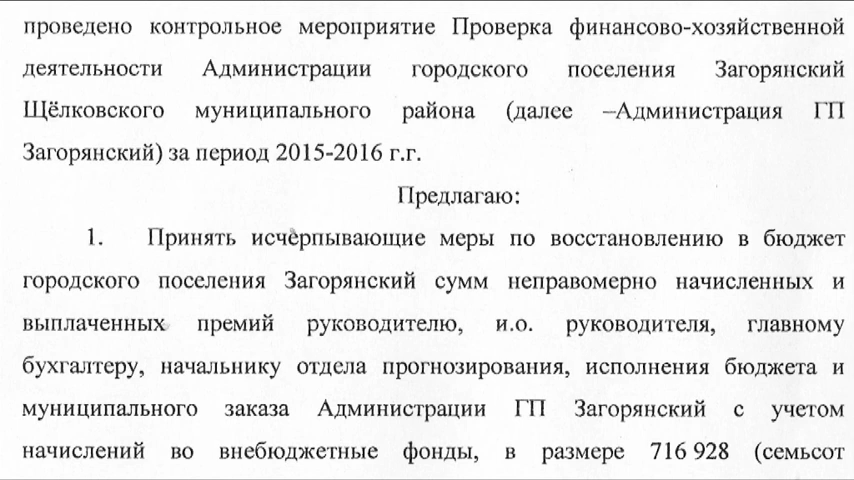 проведено контрольное мероприятие Проверка финансово-хозяйственной
деятельности Администрации городского поселения Загорянский
Щёлковского муниципального района (далее –Администрация ГП
Загорянский) за период 2015-2016 г.г.
Предлагаю:
1. Принять исчерпывающие меры по восстановлению в бюджет
городского поселения Загорянский сумм неправомерно начисленных и
выплаченных премий руководителю, и.о. руководителя, главному
бухгалтеру, начальнику отдела прогнозирования, исполнения бюджета и
муниципального заказа Администрации ГП Загорянский с учетом
начислений во внебюджетные фонды, в размере 716 928 (семьсот